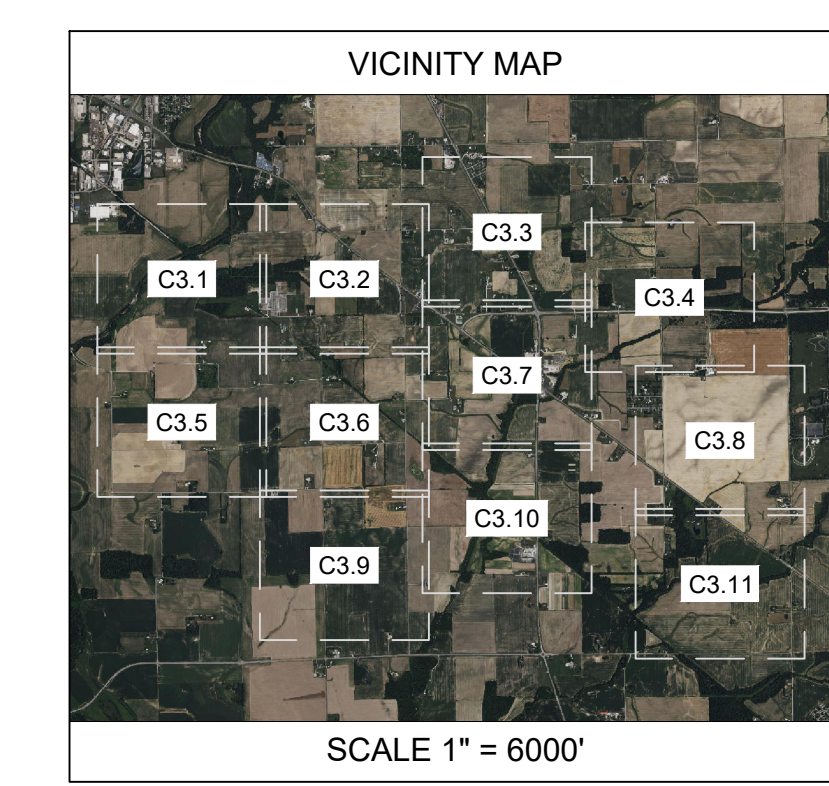 VICINITY MAP
C3.3
C3.1
C3.2
C3.4
C3.7
C3.5
C3.6
C3.8
C3.10
C3.9
C3.11
SCALE 1" = 6000'